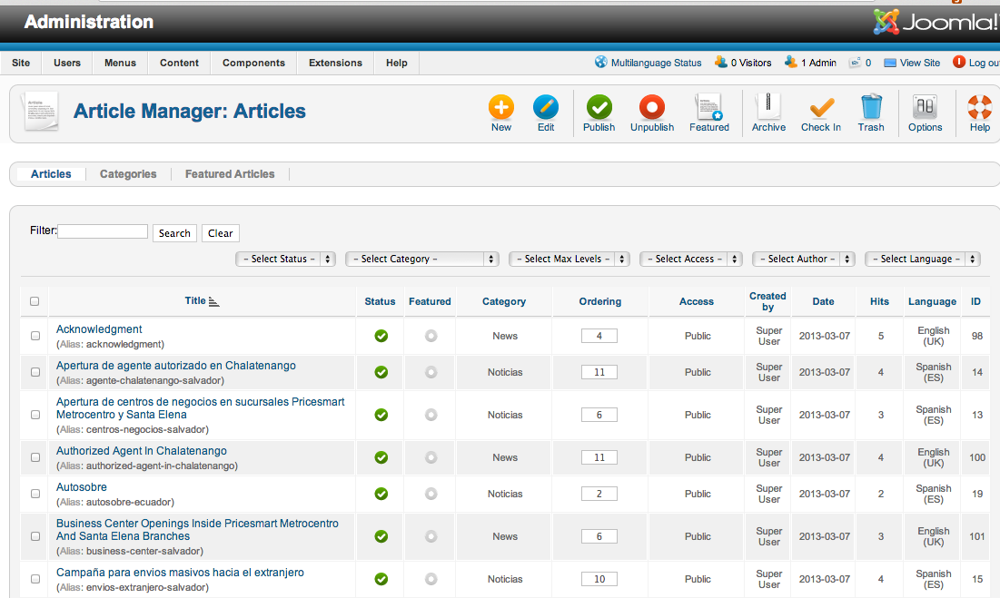 Administration
Joomla!
Site Users Menus Content Components Extensions Help
Multilanguage Status 0 Visitors 1 Admin 0 View Site Log out
Article Manager: Articles
New Edit Publish Unpublish Featured Archive Check In Trash Options Help
Articles Categories Featured Articles
Filter: Search Clear
- Select Status - - Select Category - - Select Max Levels - - Select Access - - Select Author - - Select Language -
Title Status Featured Category Ordering Access Created by Date Hits Language ID
Acknowledgment News 4 Public Super User 2013-03-07 5 English (UK) 98
(Alias: acknowledgment)
Apertura de agente autorizado en Chalatenango Noticias 11 Public Super User 2013-03-07 4 Spanish (ES) 14
(Alias: agente-chalatenango-salvador)
Apertura de centros de negocios en sucursales Pricesmart
Metrocentro y Santa Elena Noticias 6 Public Super User 2013-03-07 3 Spanish (ES) 13
(Alias: centros-negocios-salvador)
Authorized Agent In Chalatenango News 11 Public Super User 2013-03-07 4 English (UK) 100
(Alias: authorized-agent-in-chalatenango)
Autosobre Noticias 2 Public Super User 2013-03-07 2 Spanish (ES) 19
(Alias: autosobre-ecuador)
Business Center Openings Inside Pricesmart Metrocentro
And Santa Elena Branches News 6 Public Super User 2013-03-07 3 English (UK) 101
(Alias: business-center-salvador)
Campaña para envios masivos hacia el extranjero Noticias 10 Public Super User 2013-03-07 4 Spanish (ES) 15
(Alias: envios-extranjero-salvador)